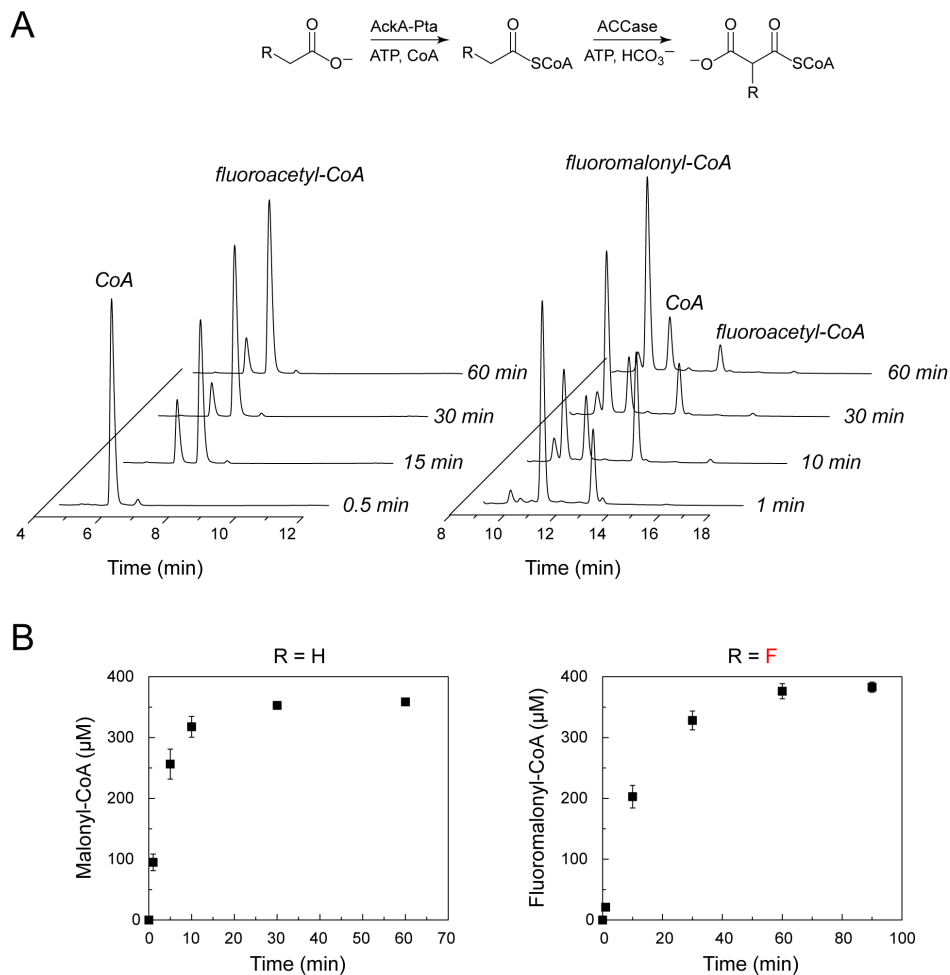 A
AckA-Pta
ATP, CoA
ACCase
ATP, HCO₃⁻
R
O
O⁻
R
O
SCoA
⁻O
O
O
SCoA
R
fluoroacetyl-CoA
CoA
60 min
30 min
15 min
0.5 min
4 6 8 10 12
Time (min)
fluoromalonyl-CoA
CoA
fluoroacetyl-CoA
60 min
30 min
10 min
1 min
8 10 12 14 16 18
Time (min)
B
R = H
Malonyl-CoA (µM)
400
300
200
100
0
0 10 20 30 40 50 60 70
Time (min)
R = F
Fluoromalonyl-CoA (µM)
400
300
200
100
0
0 20 40 60 80 100
Time (min)